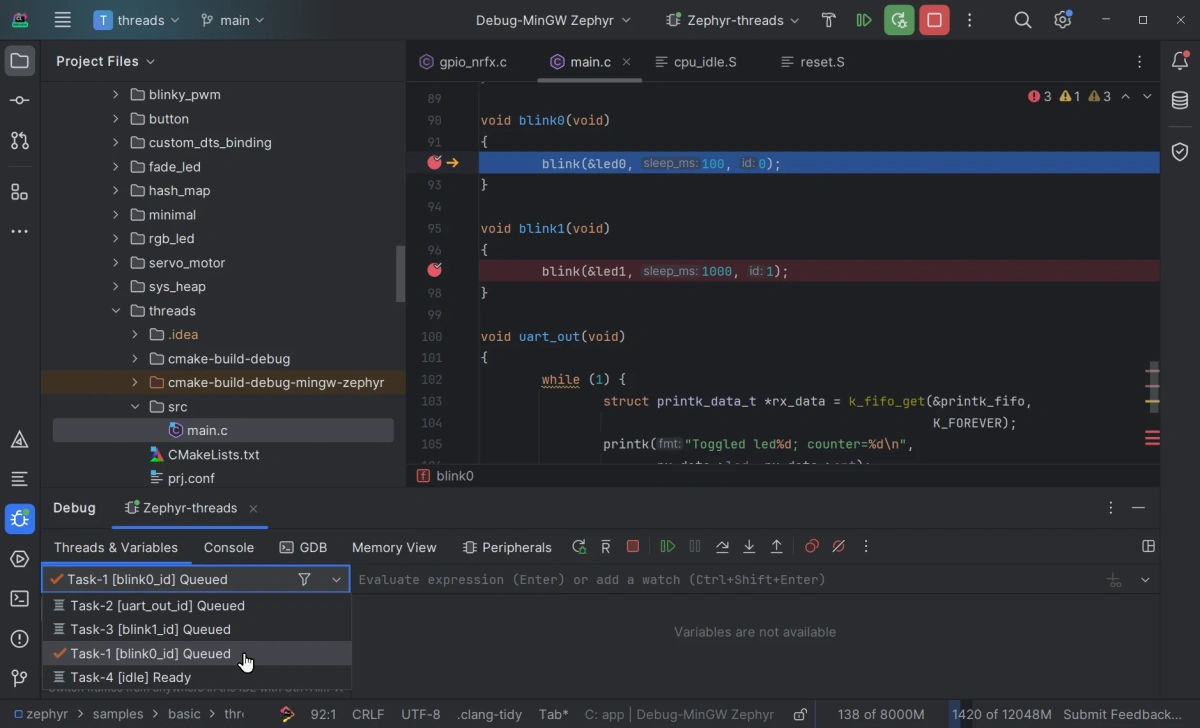 T threads main Debug-MinGW Zephyr Zephyr-threads
Project Files
blinky_pwm
button
custom_dts_binding
fade_led
hash_map
minimal
rgb_led
servo_motor
sys_heap
threads
.idea
cmake-build-debug
cmake-build-debug-mingw-zephyr
src
main.c
CMakeLists.txt
prj.conf
gpio_nrfx.c main.c cpu_idle.S reset.S
3 1 3
89
90 void blink0(void)
91 {
blink(&led0, sleep_ms: 100, id: 0);
93 }
94
95 void blink1(void)
96 {
blink(&led1, sleep_ms: 1000, id: 1);
98 }
99
100 void uart_out(void)
101 {
102 while (1) {
103 struct printk_data_t *rx_data = k_fifo_get(&printk_fifo,
104 K_FOREVER);
105 printk(fmt: "Toggled led%d; counter=%d\n",
f blink0
Debug Zephyr-threads
Threads & Variables Console GDB Memory View Peripherals
Task-1 [blink0_id] Queued
Evaluate expression (Enter) or add a watch (Ctrl+Shift+Enter)
Task-2 [uart_out_id] Queued
Task-3 [blink1_id] Queued
Task-1 [blink0_id] Queued
Task-4 [idle] Ready
Variables are not available
zephyr samples basic thr 92:1 CRLF UTF-8 .clang-tidy Tab* C: app | Debug-MinGW Zephyr 138 of 8000M 1420 of 12048M Submit Feedback...